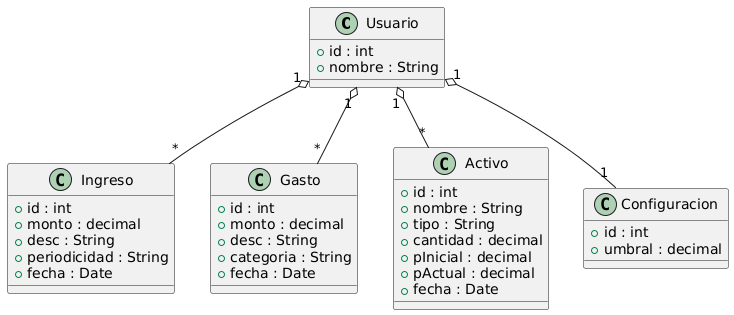 C Usuario
id : int
nombre : String
1
1
1
1
*
*
*
1
C Ingreso
id : int
monto : decimal
desc : String
periodicidad : String
fecha : Date
C Gasto
id : int
monto : decimal
desc : String
categoria : String
fecha : Date
C Activo
id : int
nombre : String
tipo : String
cantidad : decimal
pInicial : decimal
pActual : decimal
fecha : Date
C Configuracion
id : int
umbral : decimal